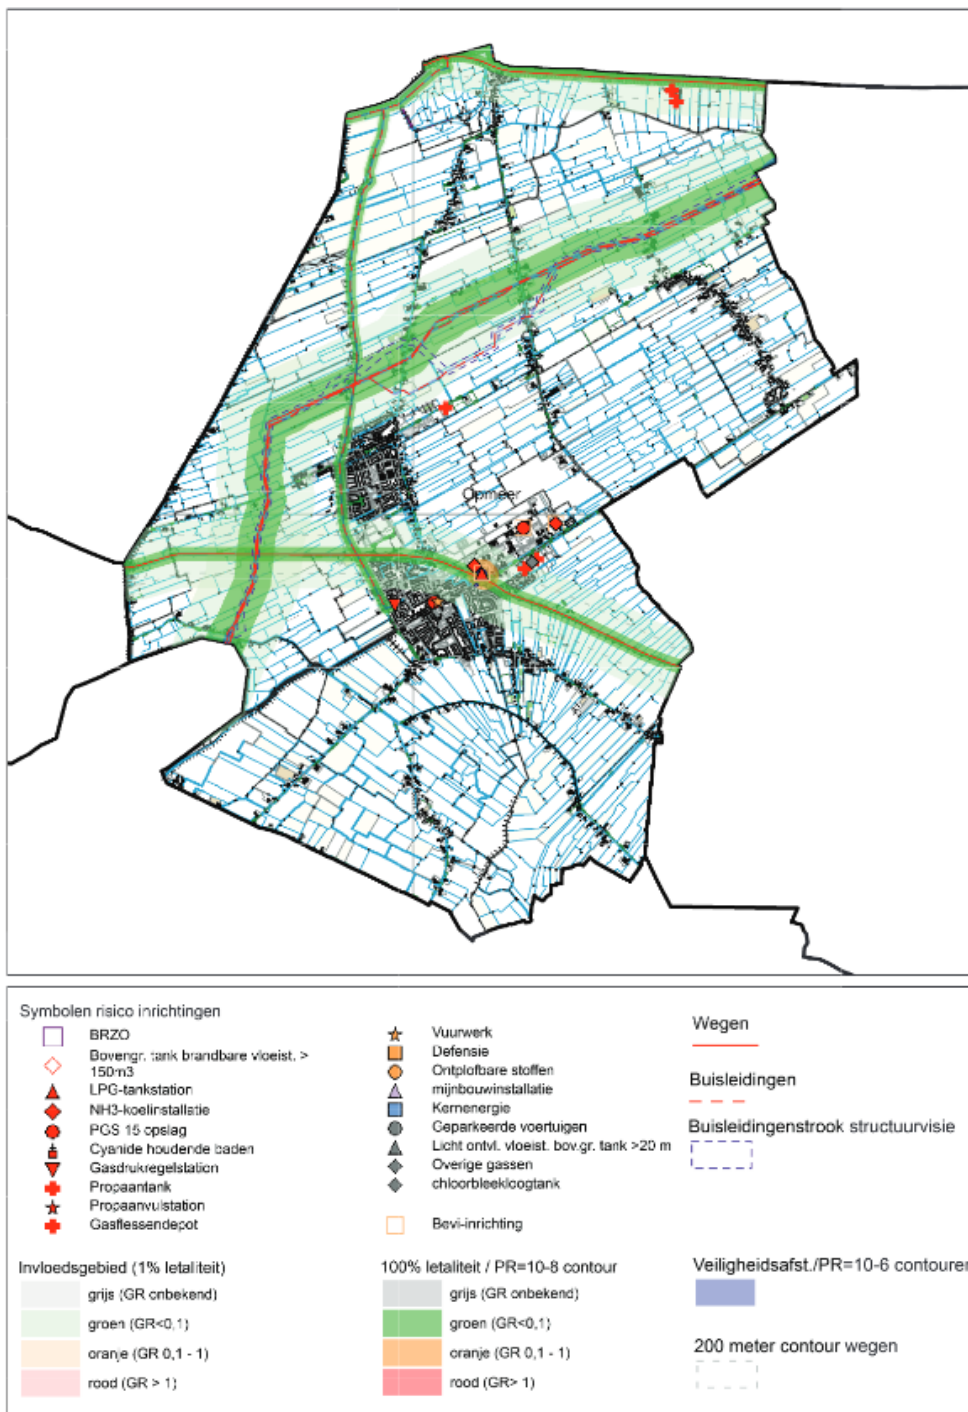 Opmeer
Symbolen risico inrichtingen
BRZO
Bovengr. tank brandbare vloeist. >
150m3
LPG-tankstation
NH3-koelinstallatie
PGS 15 opslag
Cyanide houdende baden
Gasdrukregelstation
Propaantank
Propaanvulstation
Gasflessendepot
Vuurwerk
Defensie
Ontplofbare stoffen
mijnbouwinstallatie
Kernenergie
Geparkeerde voertuigen
Licht ontvl. vloeist. bov.gr. tank >20 m
Overige gassen
chloorbleekloogtank
Bevi-inrichting
Wegen
Buisleidingen
Buisleidingenstrook structuurvisie
Invloedsgebied (1% letaliteit)
grijs (GR onbekend)
groen (GR<0,1)
oranje (GR 0,1 - 1)
rood (GR > 1)
100% letaliteit / PR=10-8 contour
grijs (GR onbekend)
groen (GR<0,1)
oranje (GR 0,1 - 1)
rood (GR> 1)
Veiligheidsafst./PR=10-6 contouren
200 meter contour wegen